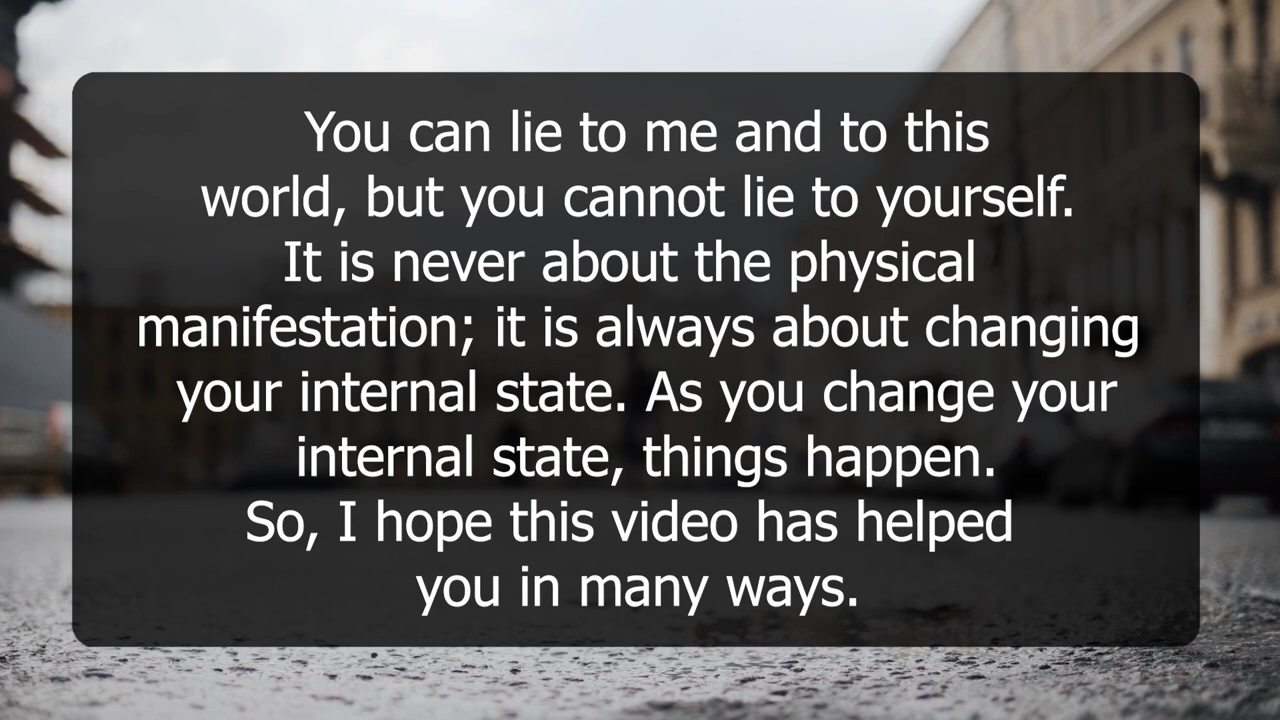 You can lie to me and to this
world, but you cannot lie to yourself.
It is never about the physical
manifestation; it is always about changing
your internal state. As you change your
internal state, things happen.
So, I hope this video has helped
you in many ways.